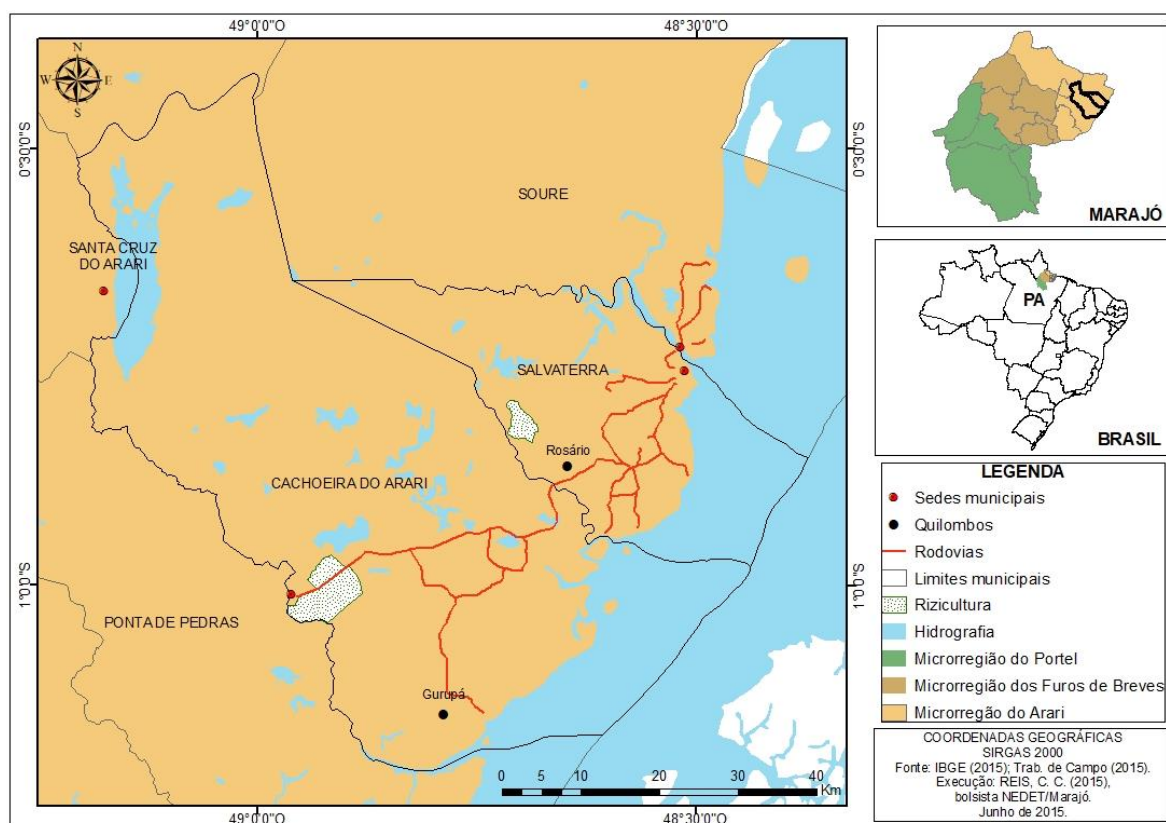 49°0'0"O
48°30'0"O
N
W
E
S
0°30'0"S
0°30'0"S
SOURE
SANTA CRUZ
DO ARARI
SALVATERRA
Rosário
CACHOEIRA DO ARARI
1°0'0"S
1°0'0"S
PONTA DE PEDRAS
Gurupá
0 5 10 20 30 40
Km
49°0'0"O
48°30'0"O
MARAJÓ
PA
BRASIL
LEGENDA
Sedes municipais
Quilombos
Rodovias
Limites municipais
Rizicultura
Hidrografia
Microrregião do Portel
Microrregião dos Furos de Breves
Microrregão do Arari
COORDENADAS GEOGRÁFICAS
SIRGAS 2000
Fonte: IBGE (2015); Trab. de Campo (2015).
Execução: REIS, C. C. (2015),
bolsista NEDET/Marajó.
Junho de 2015.